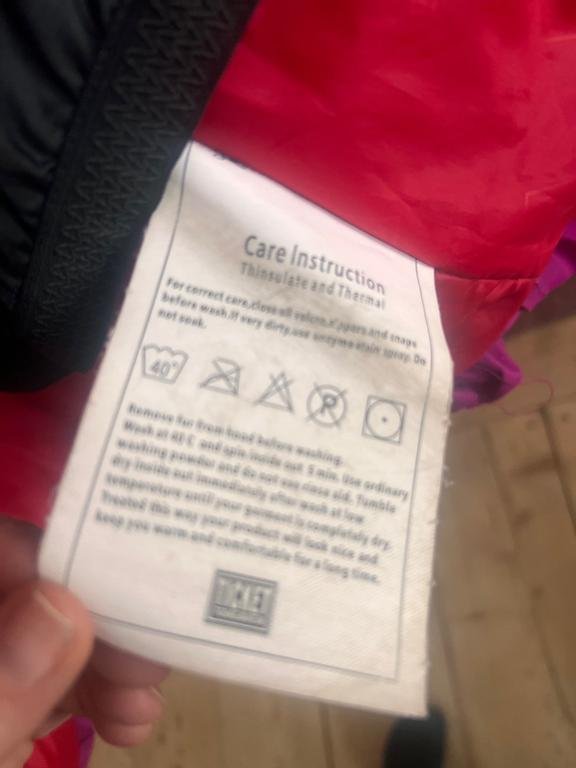 Care Instruction
Thinsulate and Thermal
For correct care,close all velcro,zippers and snaps
before wash.If very dirty,use enzyme stain spray. Do
not soak.
40°
P
Remove fur from hood before washing.
Wash at 40 C and spin inside out 5 min. Use ordinary
washing powder and do not use rinse aid. Tumble
dry inside out immediately after wash at low
temperature until your garment is completely dry.
Treated this way your product will look nice and
keep you warm and comfortable for a long time.
TICKET